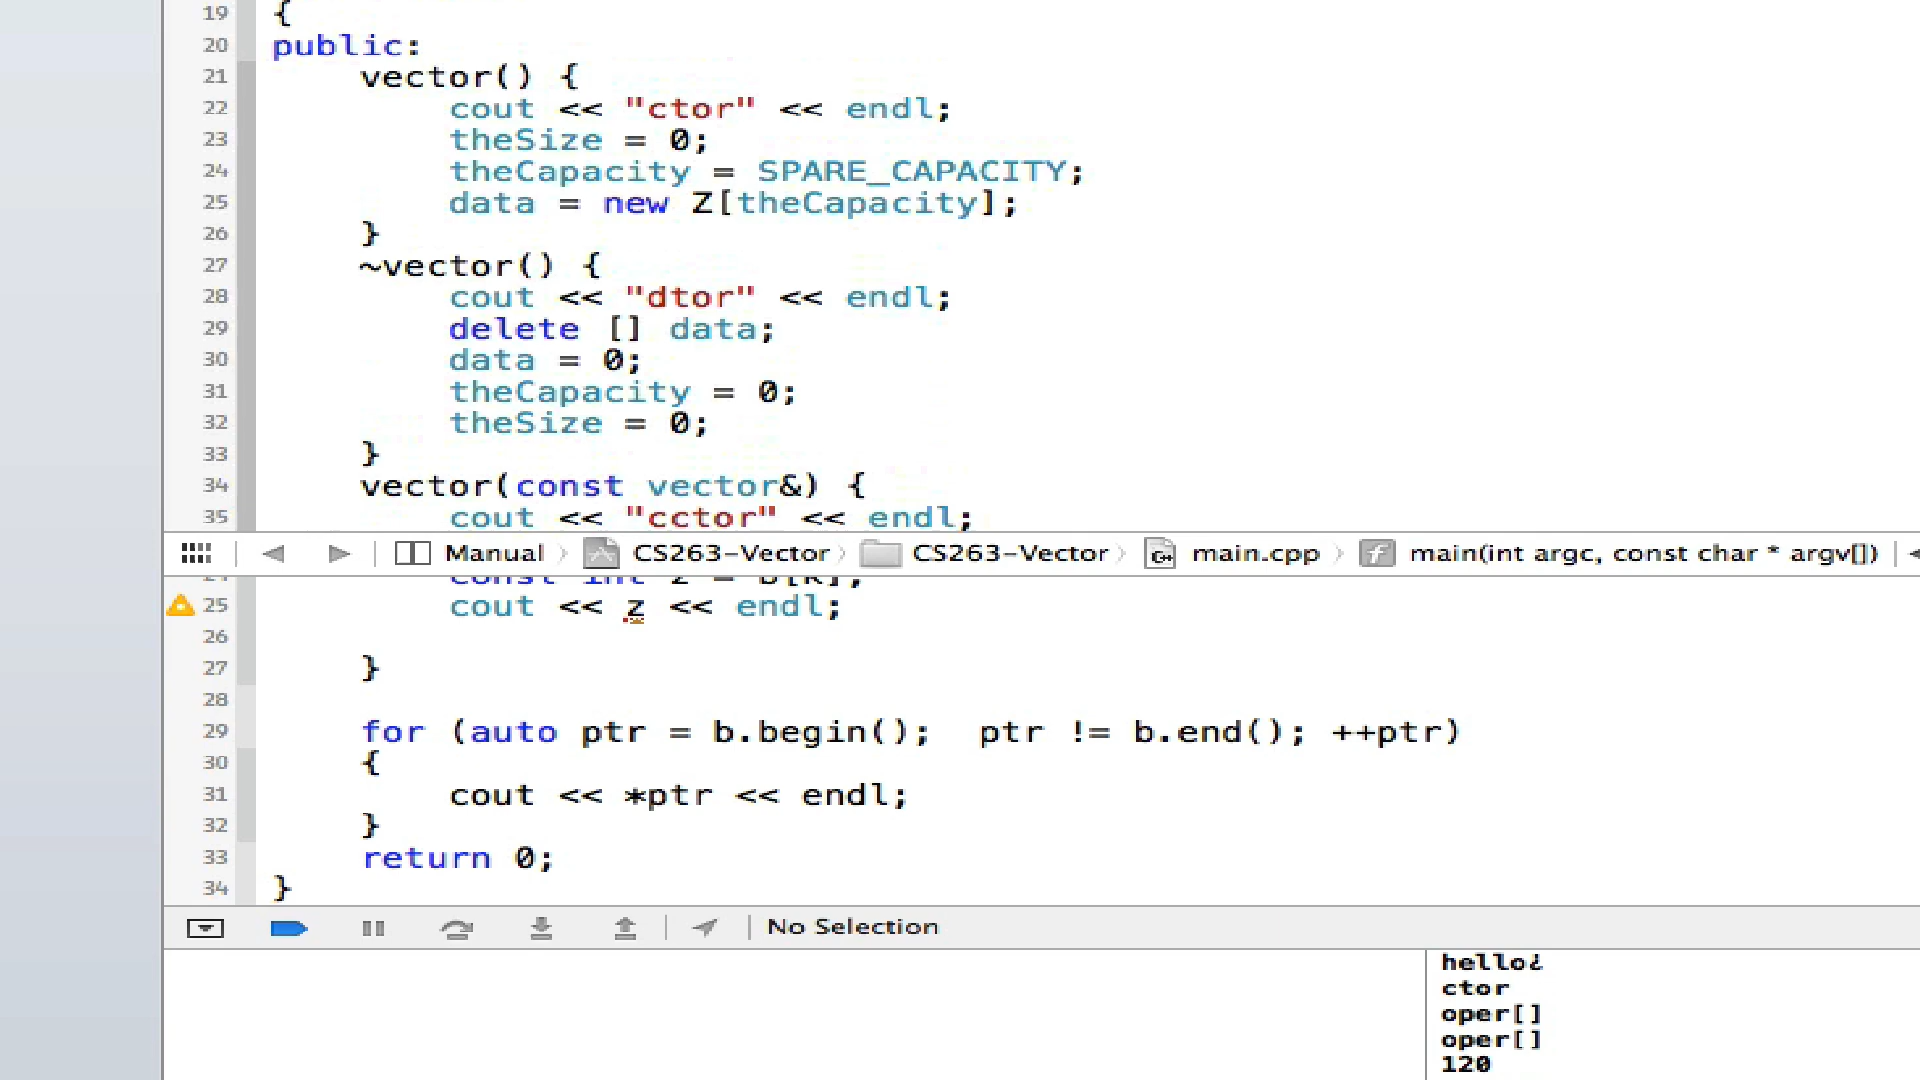 19 {
20 public:
21 vector() {
22 cout << "ctor" << endl;
23 theSize = 0;
24 theCapacity = SPARE_CAPACITY;
25 data = new Z[theCapacity];
26 }
27 ~vector() {
28 cout << "dtor" << endl;
29 delete [] data;
30 data = 0;
31 theCapacity = 0;
32 theSize = 0;
33 }
34 vector(const vector&) {
35 cout << "cctor" << endl;
Manual CS263-Vector CS263-Vector main.cpp main(int argc, const char * argv[])
const int z = b[k];
25 cout << z << endl;
26
27 }
28
29 for (auto ptr = b.begin(); ptr != b.end(); ++ptr)
30 {
31 cout << *ptr << endl;
32 }
33 return 0;
34 }
No Selection
hello¿
ctor
oper[]
oper[]
120